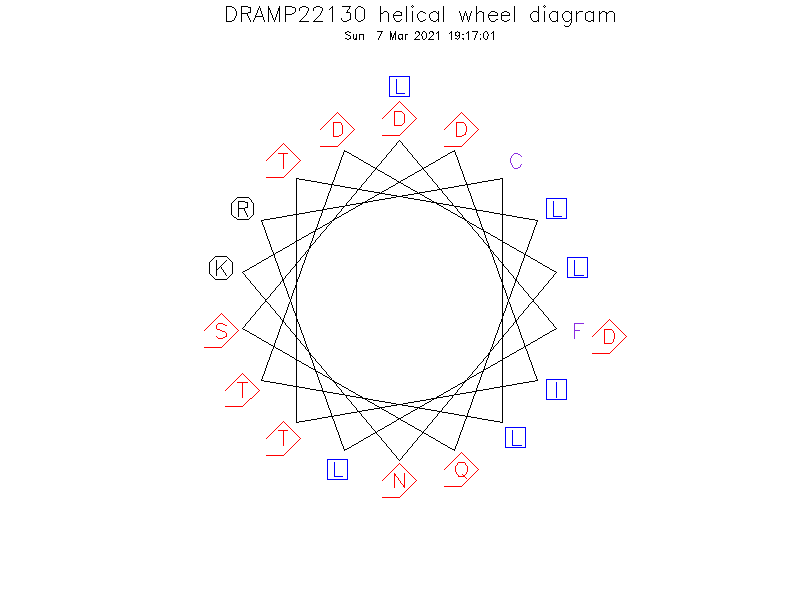 DRAMP22130 helical wheel diagram
Sun 7 Mar 2021 19:17:01
L
D D D
T C
R L
K L
S F D
T I
T L
L N Q